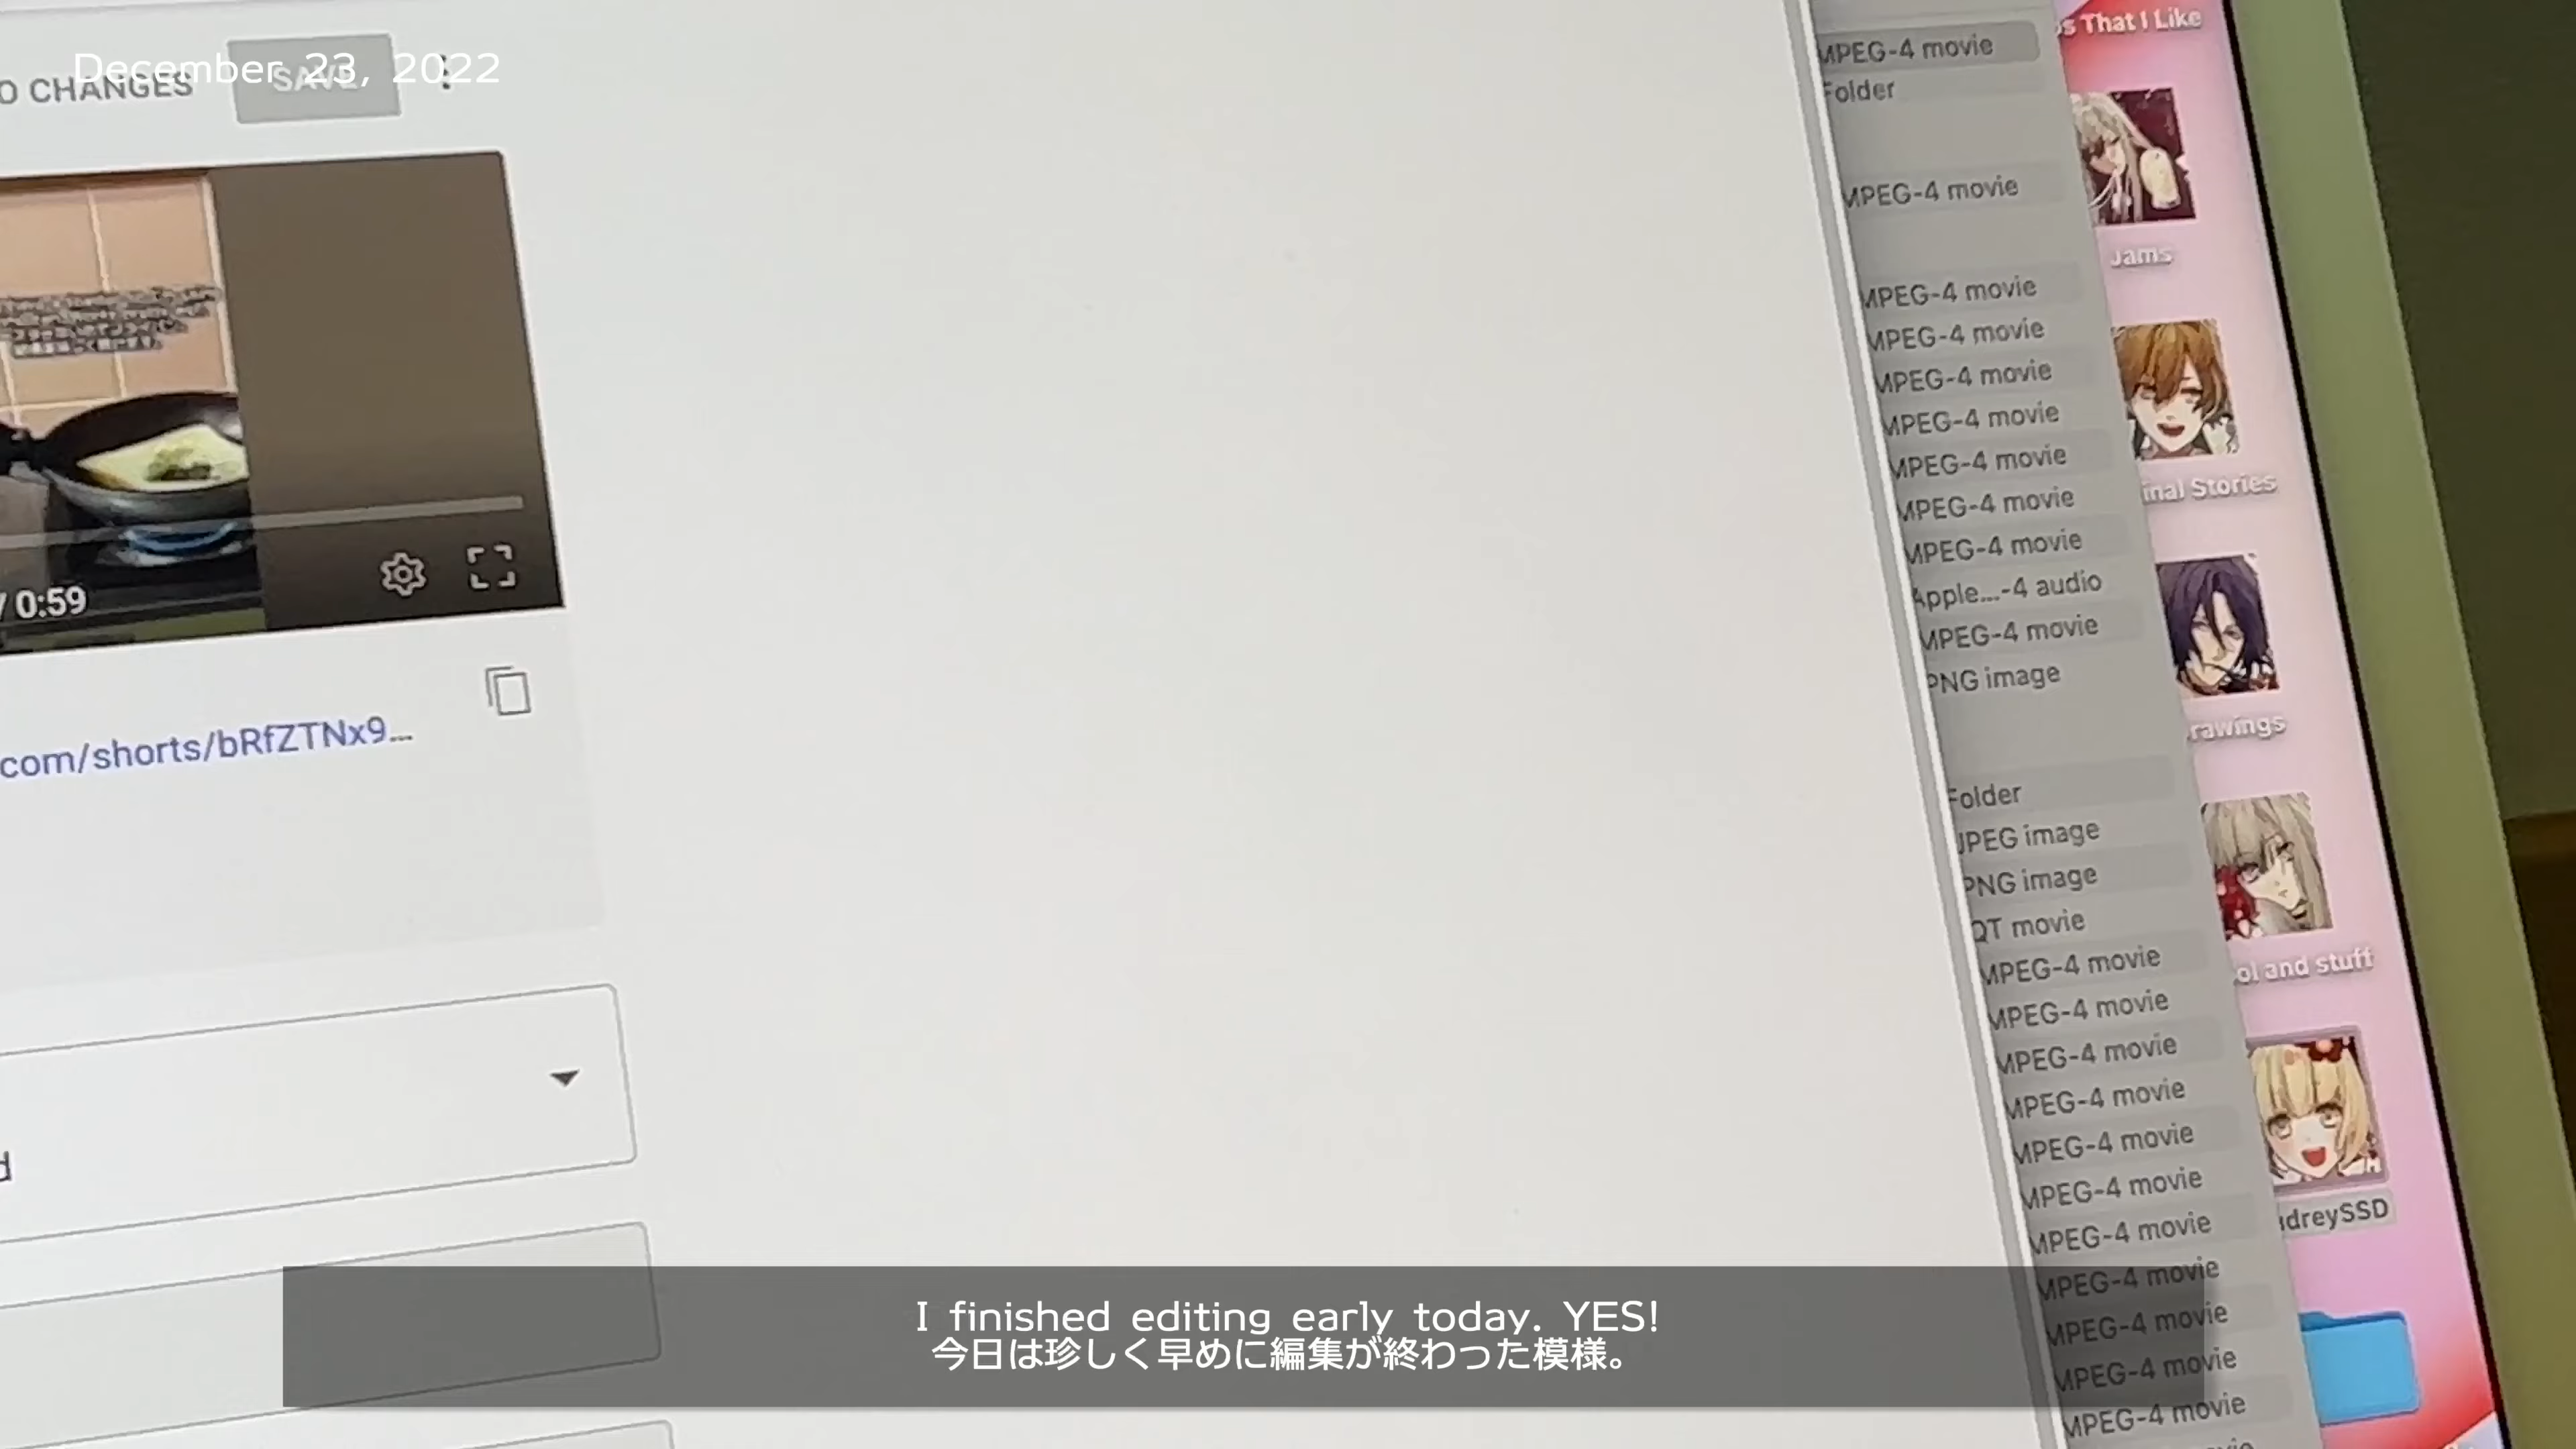 December 23, 2022
CHANGES
SAVE
/ 0:59
com/shorts/bRfZTNx9...
MPEG-4 movie
Folder
MPEG-4 movie
MPEG-4 movie
MPEG-4 movie
MPEG-4 movie
MPEG-4 movie
MPEG-4 movie
MPEG-4 movie
MPEG-4 movie
Apple...-4 audio
MPEG-4 movie
PNG image
Folder
JPEG image
PNG image
QT movie
MPEG-4 movie
MPEG-4 movie
MPEG-4 movie
MPEG-4 movie
MPEG-4 movie
MPEG-4 movie
MPEG-4 movie
MPEG-4 movie
MPEG-4 movie
MPEG-4 movie
MPEG-4 movie
s That I Like
Jams
inal Stories
rawings
ol and stuff
dreySSD
I finished editing early today. YES!
今日は珍しく早めに編集が終わった模様。